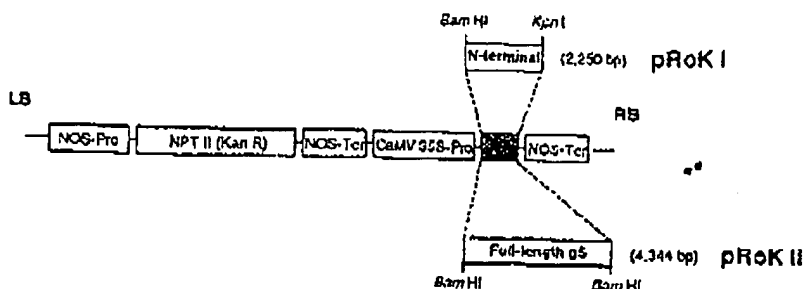 Bam HI Kpn I
N-terminal (2,250 bp) pRoK I
LB RB
NOS-Pro NPT II (Kan R) NOS-Ter CaMV 35S-Pro NOS-Ter
Full-length gS (4,344 bp) pRoK II
Bam HI Bam HI